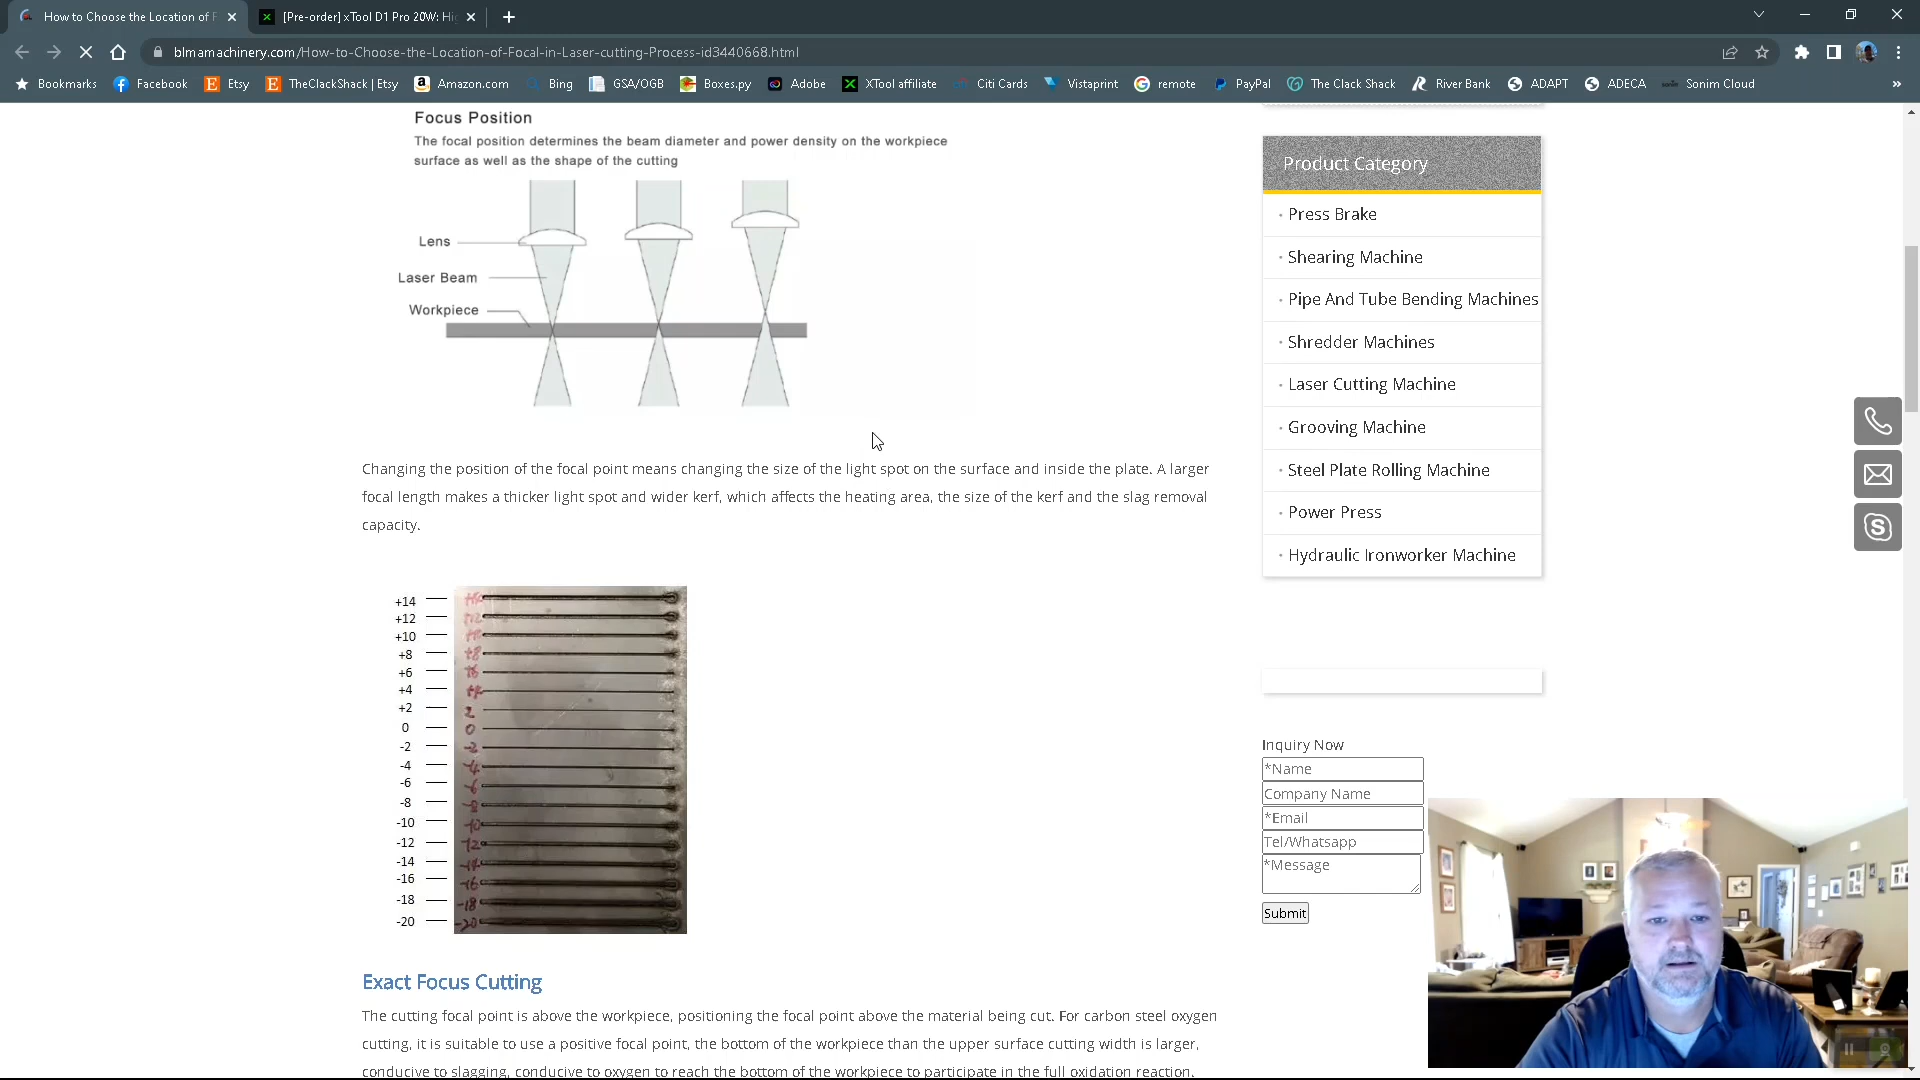 How to Choose the Location of F
[Pre-order] xTool D1 Pro 20W: Hi
blmamachinery.com/How-to-Choose-the-Location-of-Focal-in-Laser-cutting-Process-id3440668.html
Bookmarks Facebook Etsy TheClackShack | Etsy Amazon.com Bing GSA/OGB Boxes.py Adobe XTool affiliate Citi Cards Vistaprint remote PayPal The Clack Shack River Bank ADAPT ADECA Sonim Cloud »
Focus Position
The focal position determines the beam diameter and power density on the workpiece
surface as well as the shape of the cutting
Lens
Laser Beam
Workpiece
Changing the position of the focal point means changing the size of the light spot on the surface and inside the plate. A larger
focal length makes a thicker light spot and wider kerf, which affects the heating area, the size of the kerf and the slag removal
capacity.
+14
+12
+10
+8
+6
+4
+2
0
-2
-4
-6
-8
-10
-12
-14
-16
-18
-20
Exact Focus Cutting
The cutting focal point is above the workpiece, positioning the focal point above the material being cut. For carbon steel oxygen
cutting, it is suitable to use a positive focal point, the bottom of the workpiece than the upper surface cutting width is larger,
conducive to slagging, conducive to oxygen to reach the bottom of the workpiece to participate in the full oxidation reaction.
Product Category
Press Brake
Shearing Machine
Pipe And Tube Bending Machines
Shredder Machines
Laser Cutting Machine
Grooving Machine
Steel Plate Rolling Machine
Power Press
Hydraulic Ironworker Machine
Inquiry Now
*Name
Company Name
*Email
Tel/Whatsapp
*Message
Submit